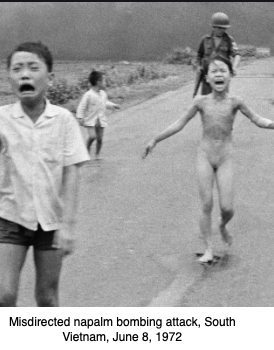 Misdirected napalm bombing attack, South
Vietnam, June 8, 1972